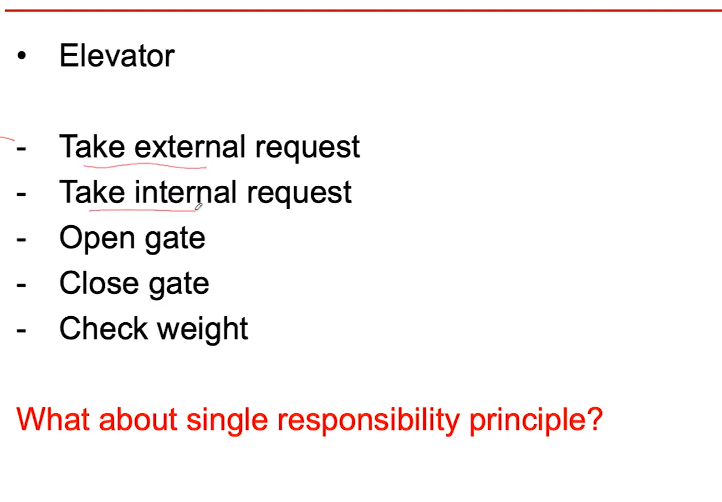 • Elevator
- Take external request
- Take internal request
- Open gate
- Close gate
- Check weight
What about single responsibility principle?